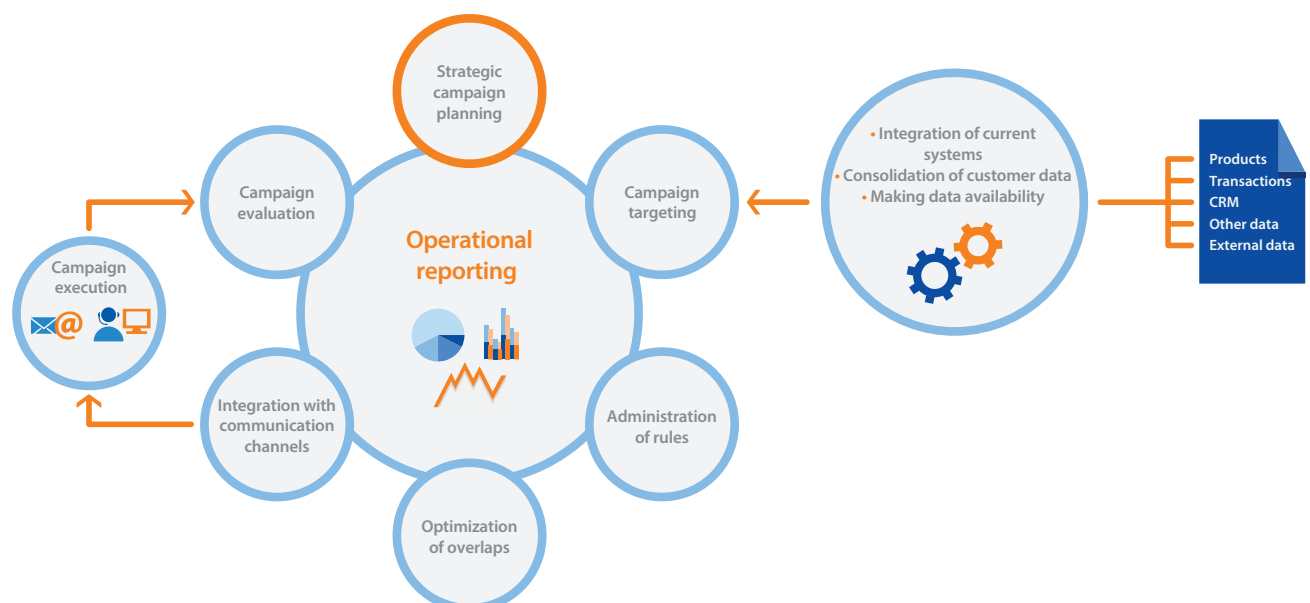 Strategic
campaign
planning
Campaign
evaluation
Campaign
targeting
Operational
reporting
Campaign
execution
@
Integration with
communication
channels
Administration
of rules
Optimization
of overlaps
• Integration of current
systems
• Consolidation of customer data
• Making data availability
Products
Transactions
CRM
Other data
External data